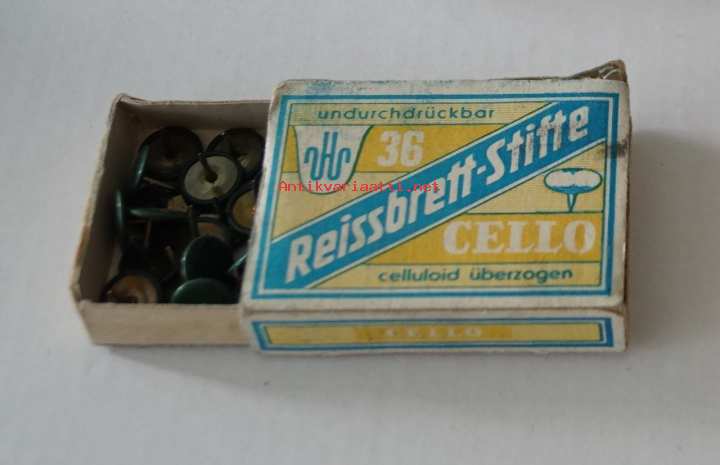 undurchdrückbar
36
Reissbrett-Stifte
CELLO
celluloid überzogen
CELLO
Antikvariaatti.net